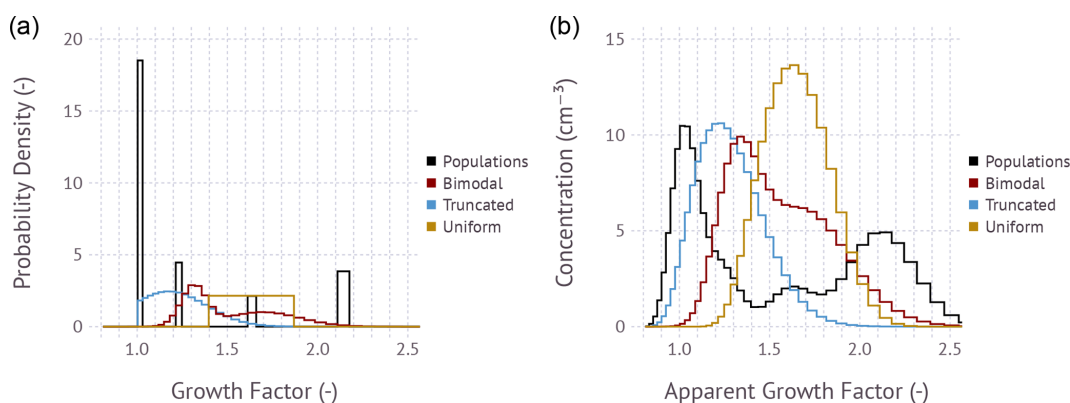 (a)
20
15
10
5
0
Probability Density (-)
1.0 1.5 2.0 2.5
Growth Factor (-)
Populations
Bimodal
Truncated
Uniform
(b)
15
10
5
0
Concentration (cm⁻³)
1.0 1.5 2.0 2.5
Apparent Growth Factor (-)
Populations
Bimodal
Truncated
Uniform